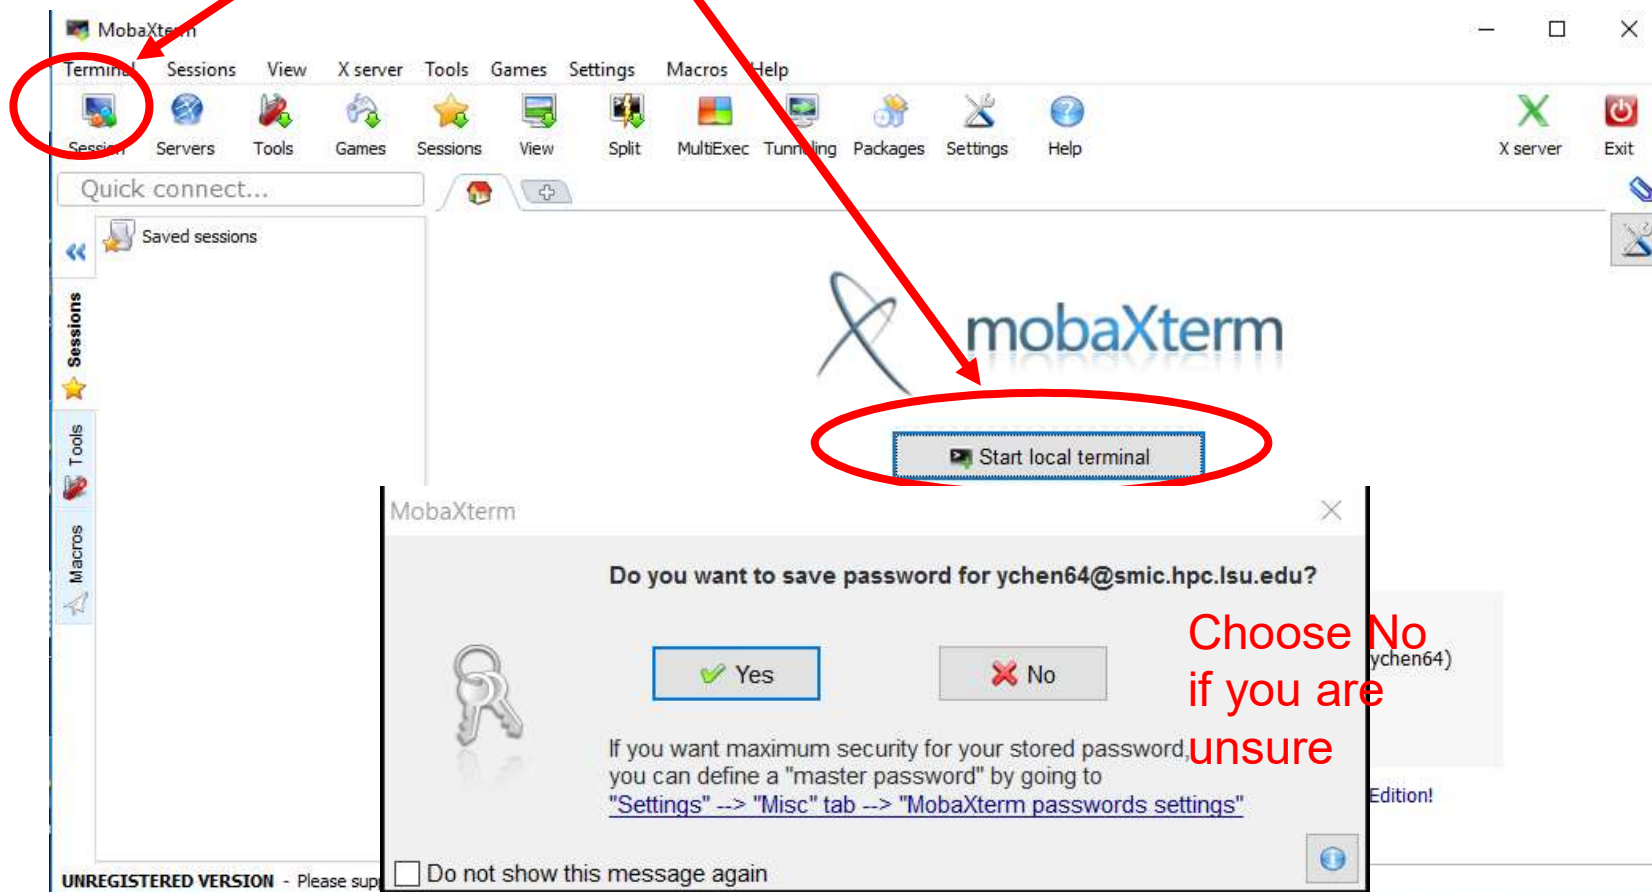 MobaXterm
Terminal Sessions View X server Tools Games Settings Macros Help
Session Servers Tools Games Sessions View Split MultiExec Tunneling Packages Settings Help X server Exit
Quick connect...
Saved sessions
Sessions
Tools
Macros
mobaXterm
Start local terminal
MobaXterm
Do you want to save password for ychen64@smic.hpc.lsu.edu?
Yes
No
Choose No
if you are
unsure
ychen64)
If you want maximum security for your stored password,
you can define a "master password" by going to
"Settings" --> "Misc" tab --> "MobaXterm passwords settings"
Edition!
Do not show this message again
UNREGISTERED VERSION - Please sup